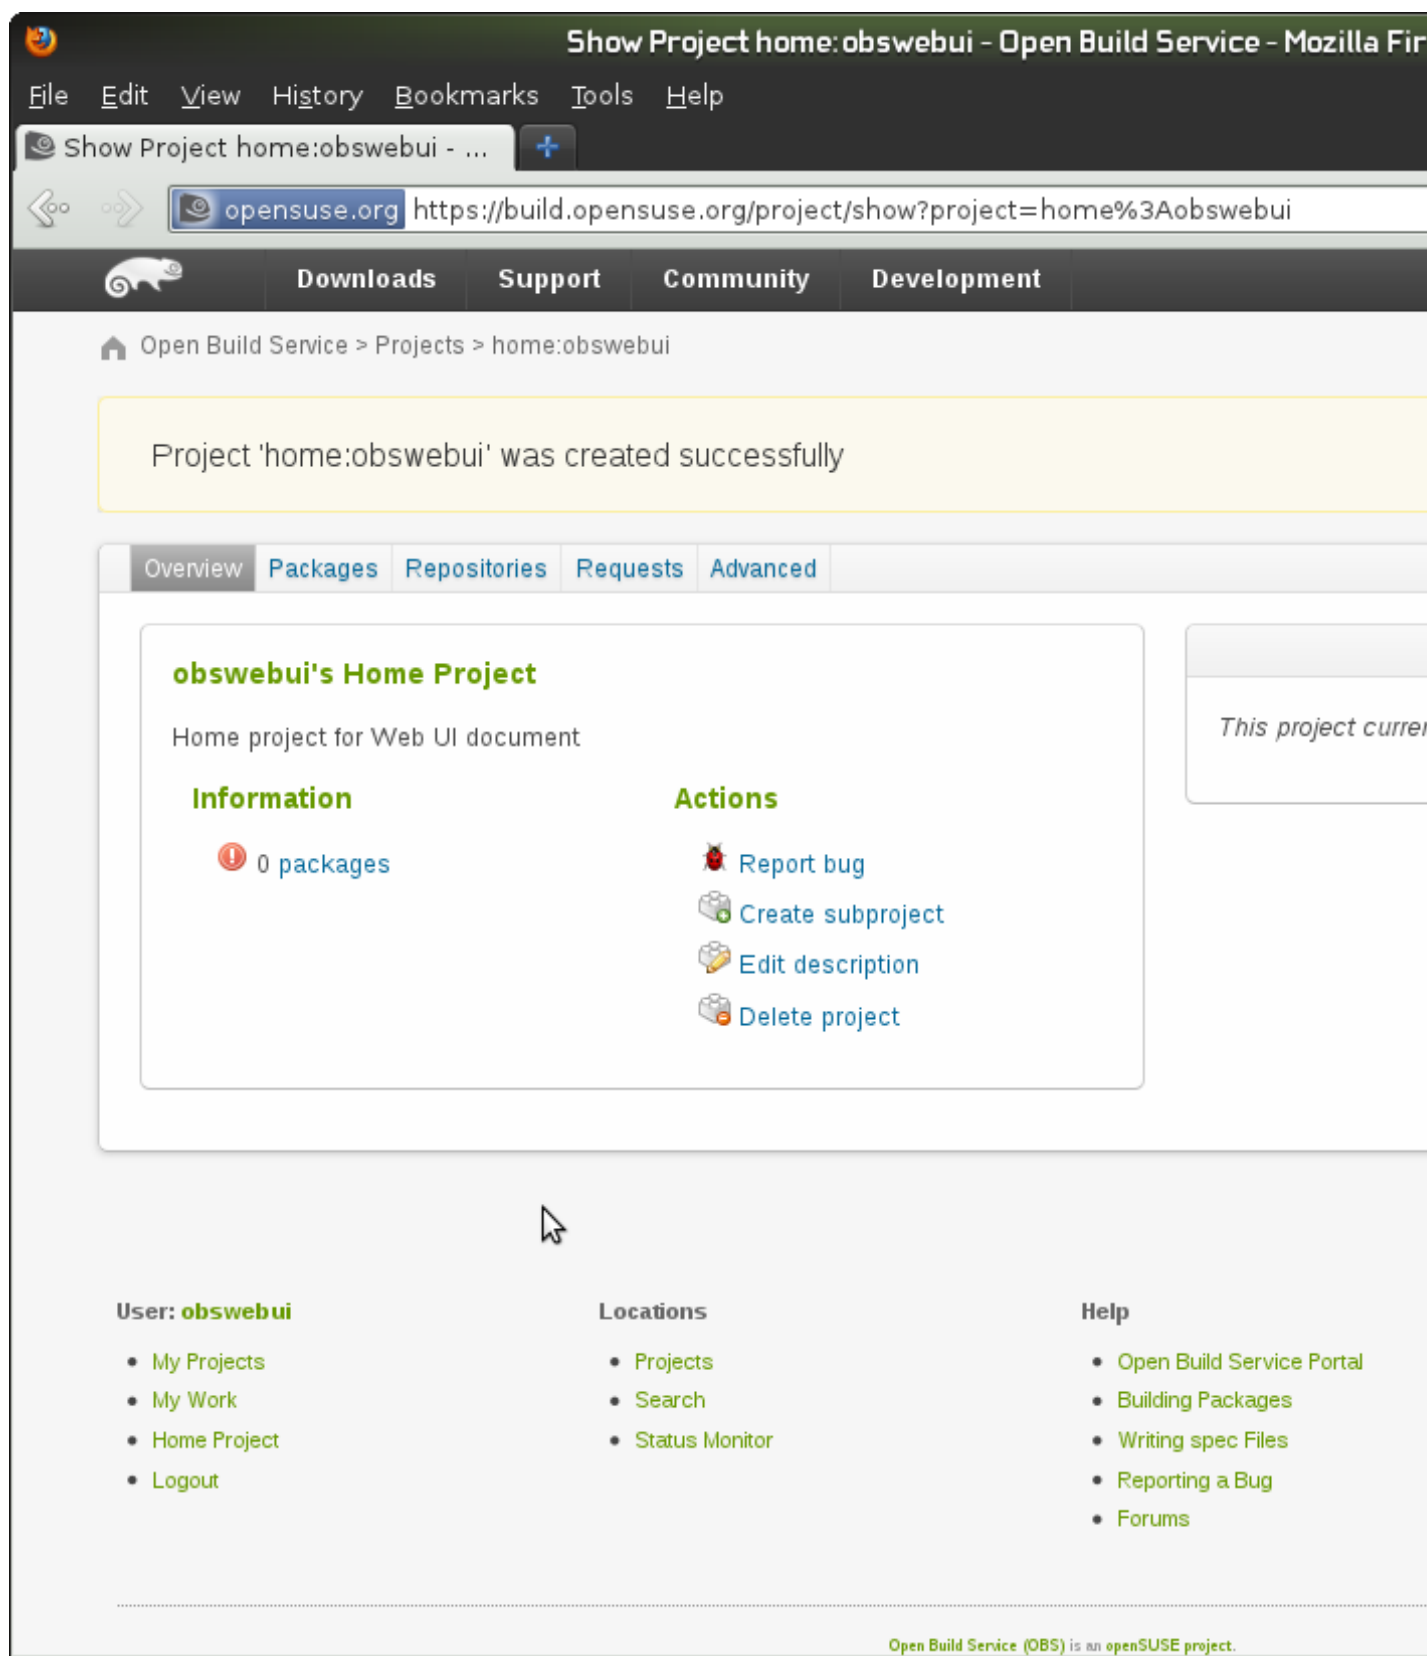 Show Project home:obswebui - Open Build Service - Mozilla Fir
File Edit View History Bookmarks Tools Help
Show Project home:obswebui - ...
opensuse.org https://build.opensuse.org/project/show?project=home%3Aobswebui
Downloads Support Community Development
Open Build Service > Projects > home:obswebui
Project 'home:obswebui' was created successfully
Overview Packages Repositories Requests Advanced
obswebui's Home Project
Home project for Web UI document
This project curren
Information Actions
0 packages Report bug
Create subproject
Edit description
Delete project
User: obswebui Locations Help
My Projects Projects Open Build Service Portal
My Work Search Building Packages
Home Project Status Monitor Writing spec Files
Logout Reporting a Bug
Forums
Open Build Service (OBS) is an openSUSE project.